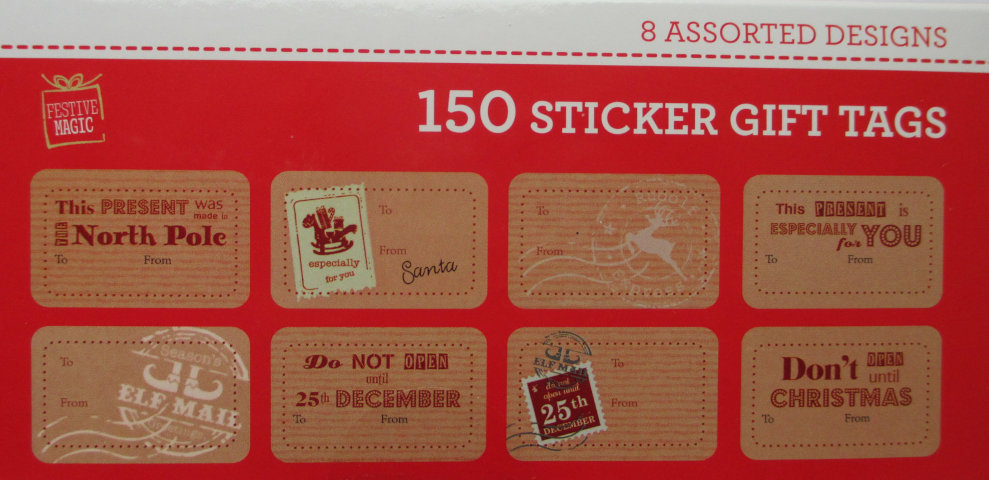 8 ASSORTED DESIGNS
FESTIVE
MAGIC
150 STICKER GIFT TAGS
This PRESENT was
made in
THE North Pole
To From
especially
for you
To
From
Santa
To
From
Rudolf
Express
This PRESENT is
ESPECIALLY
for YOU
To From
To
From
Season's
ELF MAIL
Do NOT OPEN
until
25th DECEMBER
To From
ELF MAIL
do not
open until
25th
DECEMBER
To
From
Don't OPEN
until
CHRISTMAS
To From